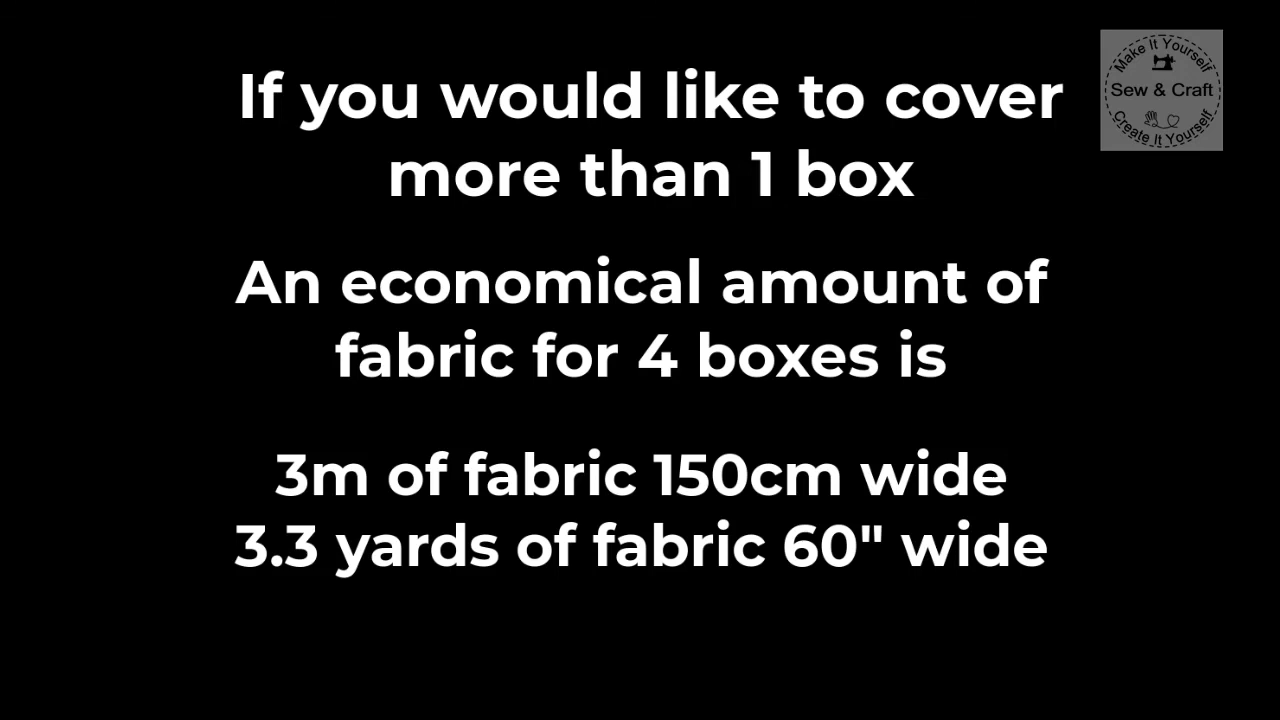 If you would like to cover
more than 1 box
An economical amount of
fabric for 4 boxes is
3m of fabric 150cm wide
3.3 yards of fabric 60" wide
Make It Yourself
Sew & Craft
Create It Yourself